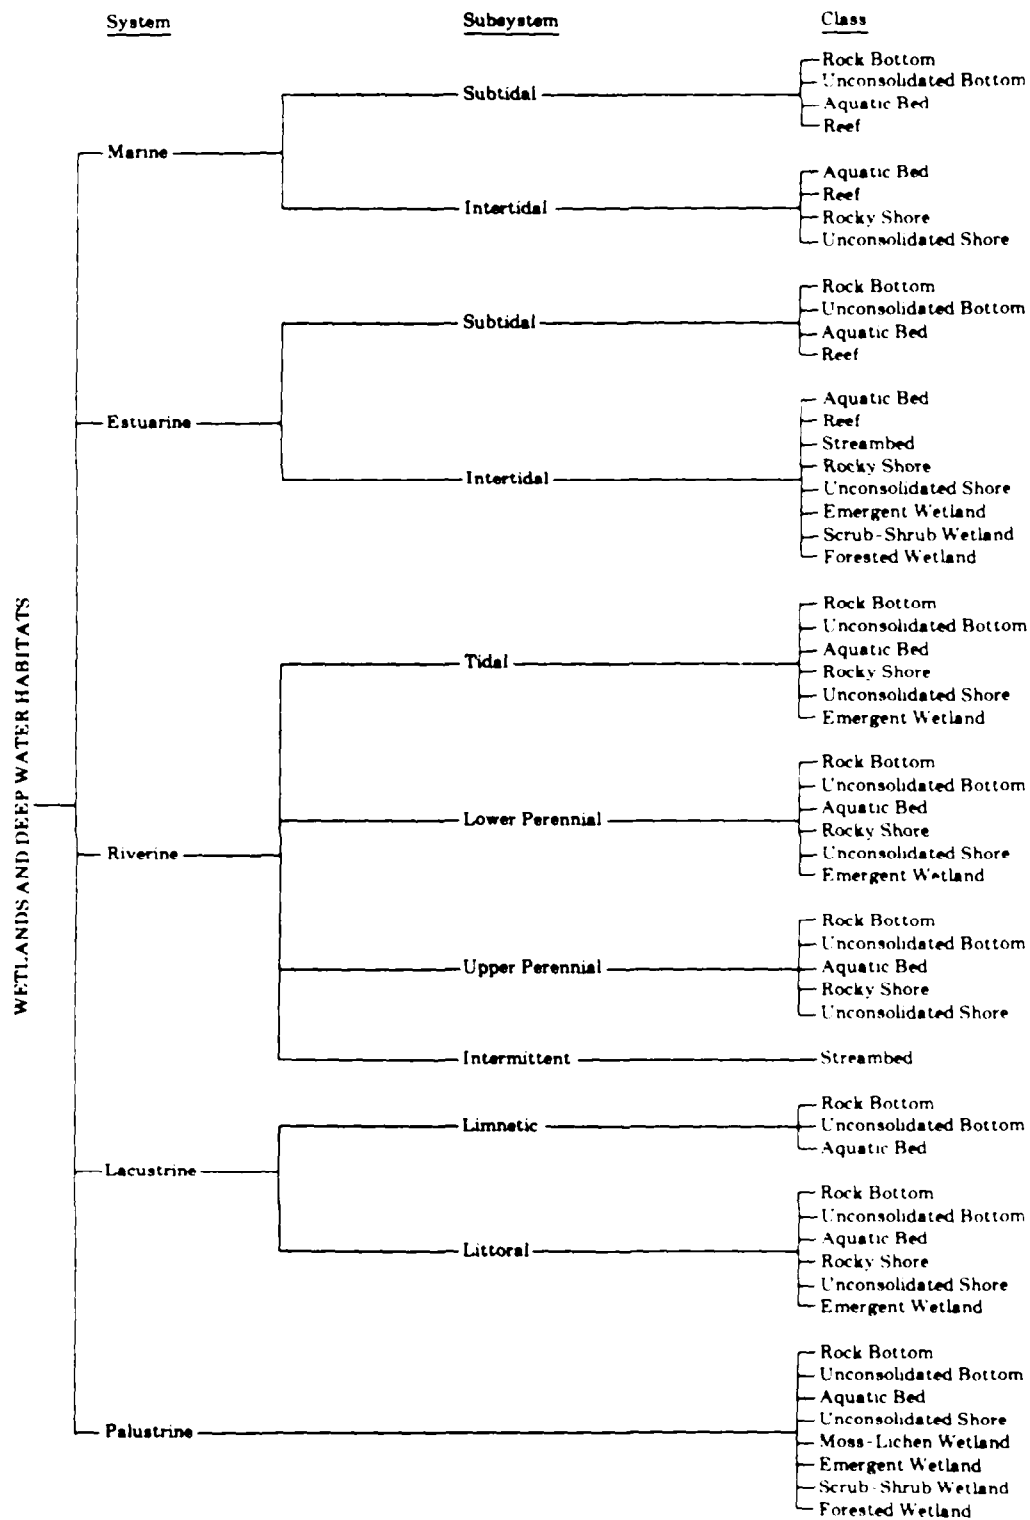 System Subsystem Class
WETLANDS AND DEEP WATER HABITATS
Marine
Subtidal
Rock Bottom
Unconsolidated Bottom
Aquatic Bed
Reef
Intertidal
Aquatic Bed
Reef
Rocky Shore
Unconsolidated Shore
Estuarine
Subtidal
Rock Bottom
Unconsolidated Bottom
Aquatic Bed
Reef
Intertidal
Aquatic Bed
Reef
Streambed
Rocky Shore
Unconsolidated Shore
Emergent Wetland
Scrub-Shrub Wetland
Forested Wetland
Riverine
Tidal
Rock Bottom
Unconsolidated Bottom
Aquatic Bed
Rocky Shore
Unconsolidated Shore
Emergent Wetland
Lower Perennial
Rock Bottom
Unconsolidated Bottom
Aquatic Bed
Rocky Shore
Unconsolidated Shore
Emergent Wetland
Upper Perennial
Rock Bottom
Unconsolidated Bottom
Aquatic Bed
Rocky Shore
Unconsolidated Shore
Intermittent
Streambed
Lacustrine
Limnetic
Rock Bottom
Unconsolidated Bottom
Aquatic Bed
Littoral
Rock Bottom
Unconsolidated Bottom
Aquatic Bed
Rocky Shore
Unconsolidated Shore
Emergent Wetland
Palustrine
Rock Bottom
Unconsolidated Bottom
Aquatic Bed
Unconsolidated Shore
Moss-Lichen Wetland
Emergent Wetland
Scrub-Shrub Wetland
Forested Wetland